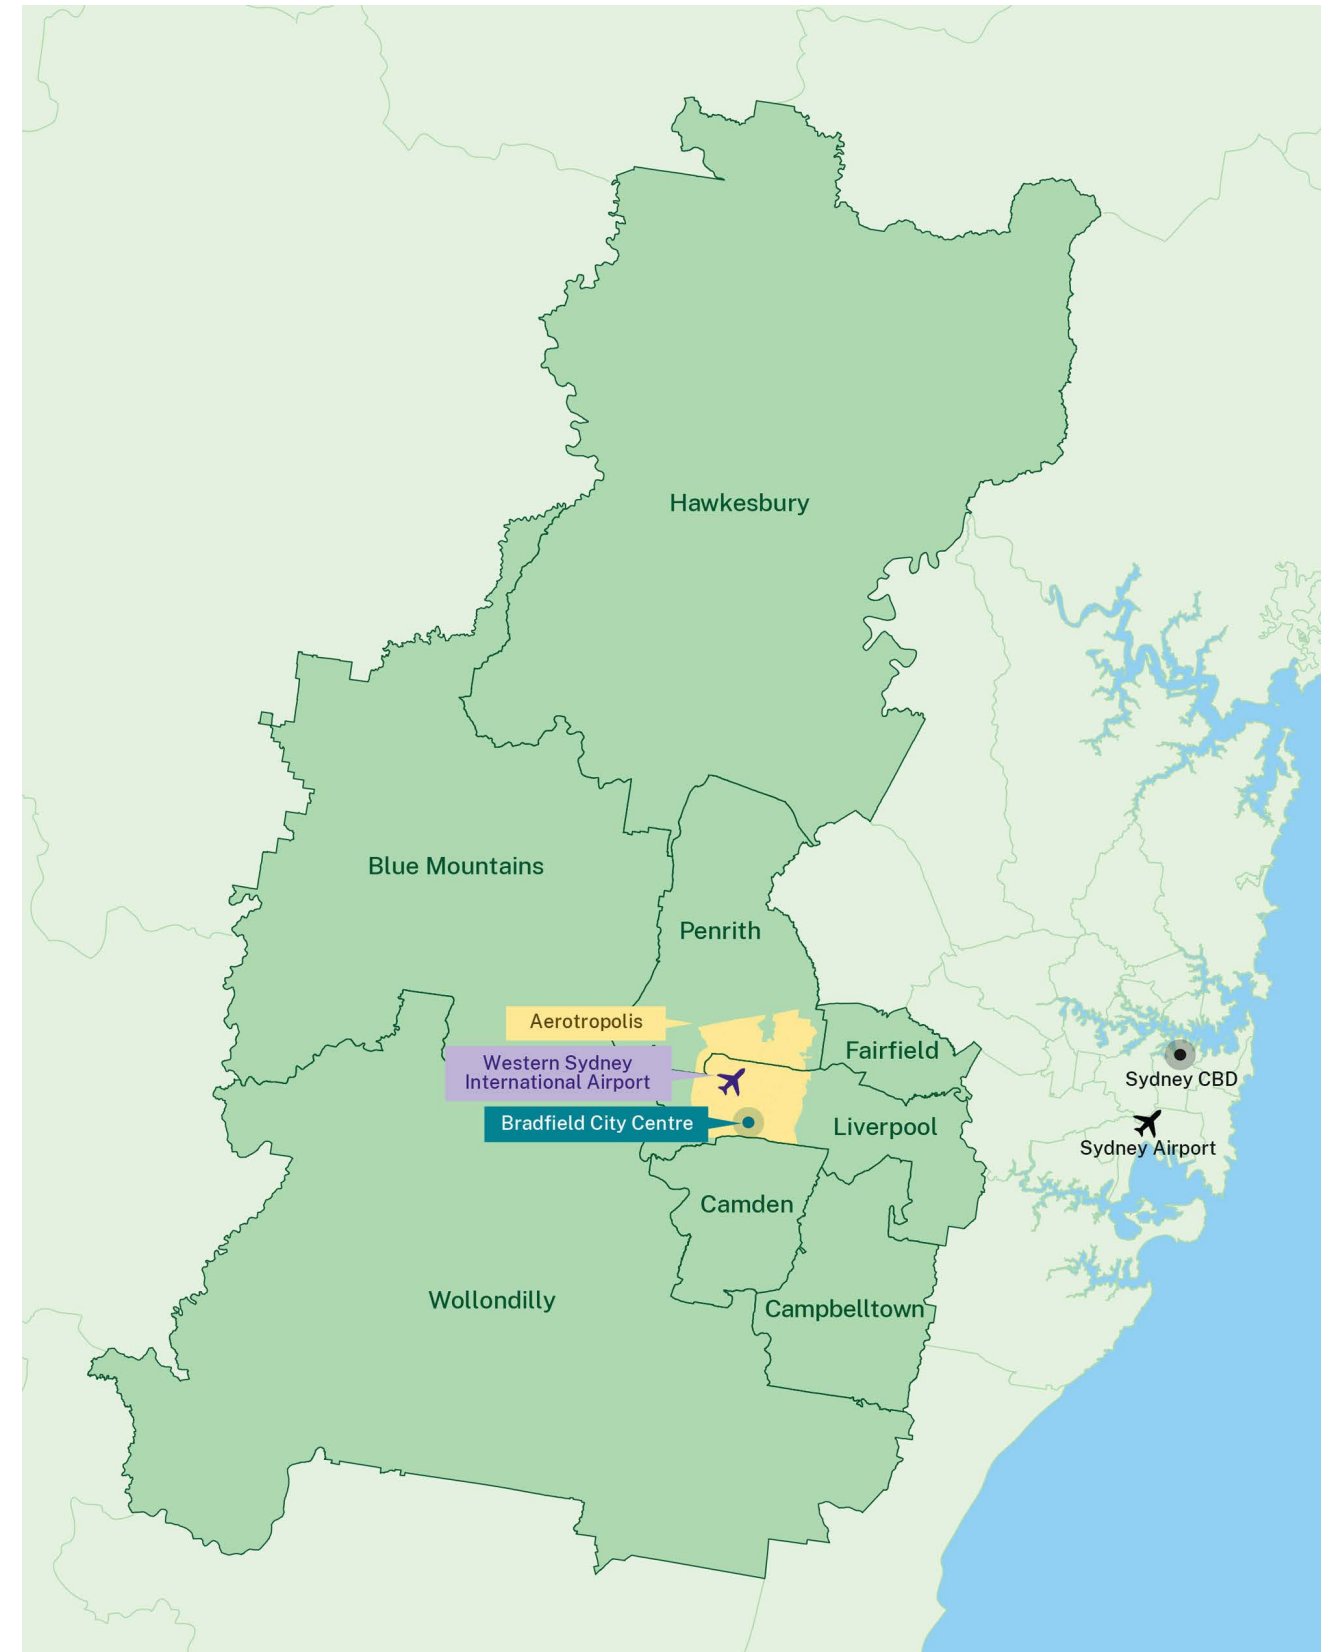 Hawkesbury
Blue Mountains
Penrith
Aerotropolis
Fairfield
Western Sydney
International Airport
Sydney CBD
Bradfield City Centre
Liverpool
Sydney Airport
Camden
Wollondilly
Campbelltown